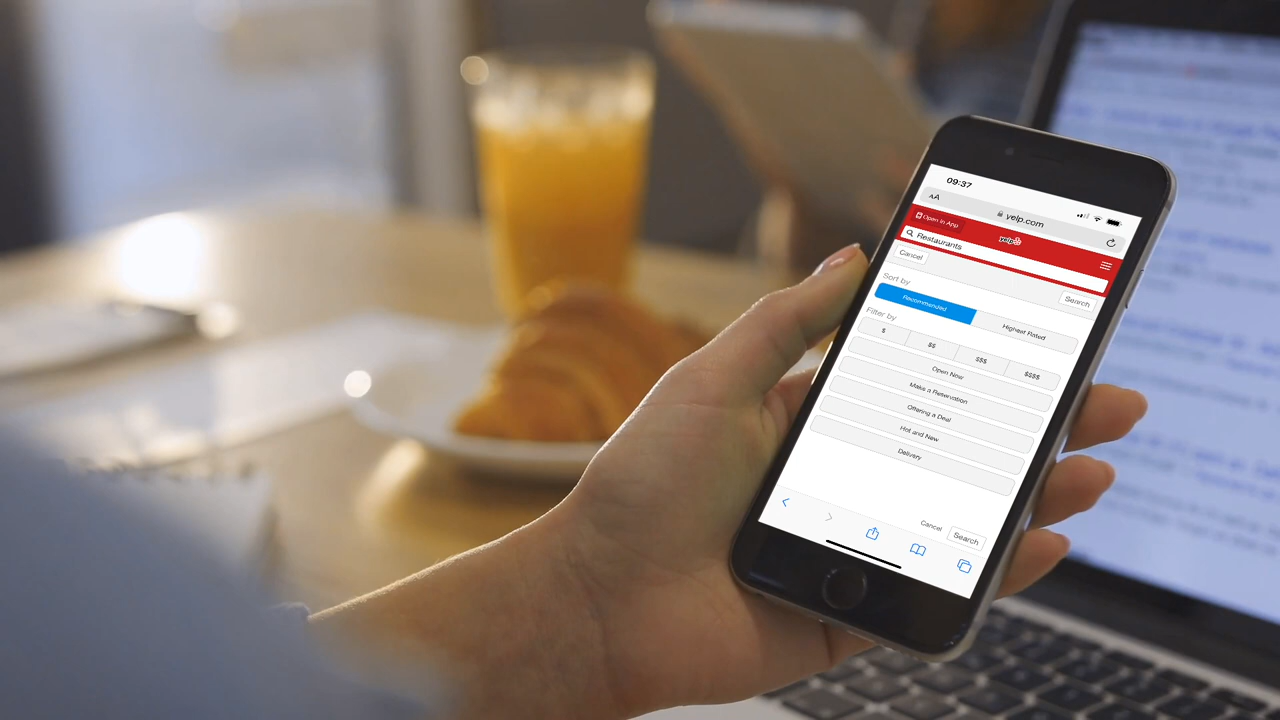 09:37
AA
yelp.com
Open in App
yelp
Restaurants
Cancel
Search
Sort by
Recommended
Highest Rated
Filter by
$
$$
$$$
$$$$
Open New
Make a Reservation
Offering a Deal
Hot and New
Delivery
Cancel
Search